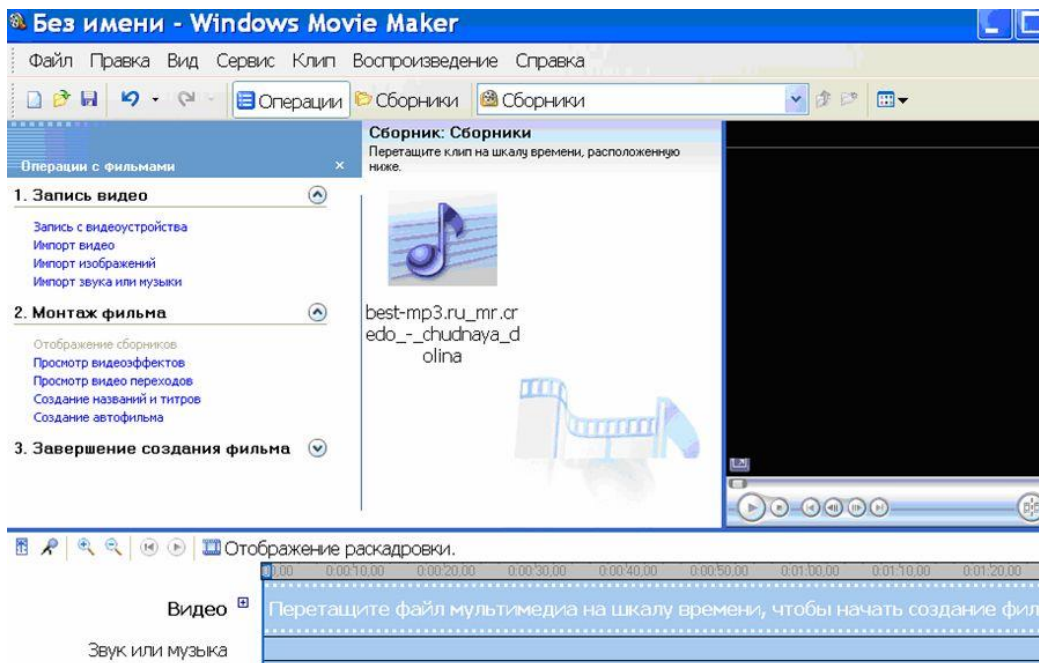 Без имени - Windows Movie Maker
Файл Правка Вид Сервис Клип Воспроизведение Справка
Операции Сборники Сборники
Операции с фильмами
1. Запись видео
Запись с видеоустройства
Импорт видео
Импорт изображений
Импорт звука или музыки
2. Монтаж фильма
Отображение сборников
Просмотр видеоэффектов
Просмотр видео переходов
Создание названий и титров
Создание автофильма
3. Завершение создания фильма
Сборник: Сборники
Перетащите клип на шкалу времени, расположенную
ниже.
best-mp3.ru_mr.cr
edo_-_chudnaya_d
olina
Отображение раскадровки.
0:00:10,00 0:00:20,00 0:00:30,00 0:00:40,00 0:00:50,00 0:01:00,00 0:01:10,00 0:01:20,00
Видео Перетащите файл мультимедиа на шкалу времени, чтобы начать создание фил
Звук или музыка